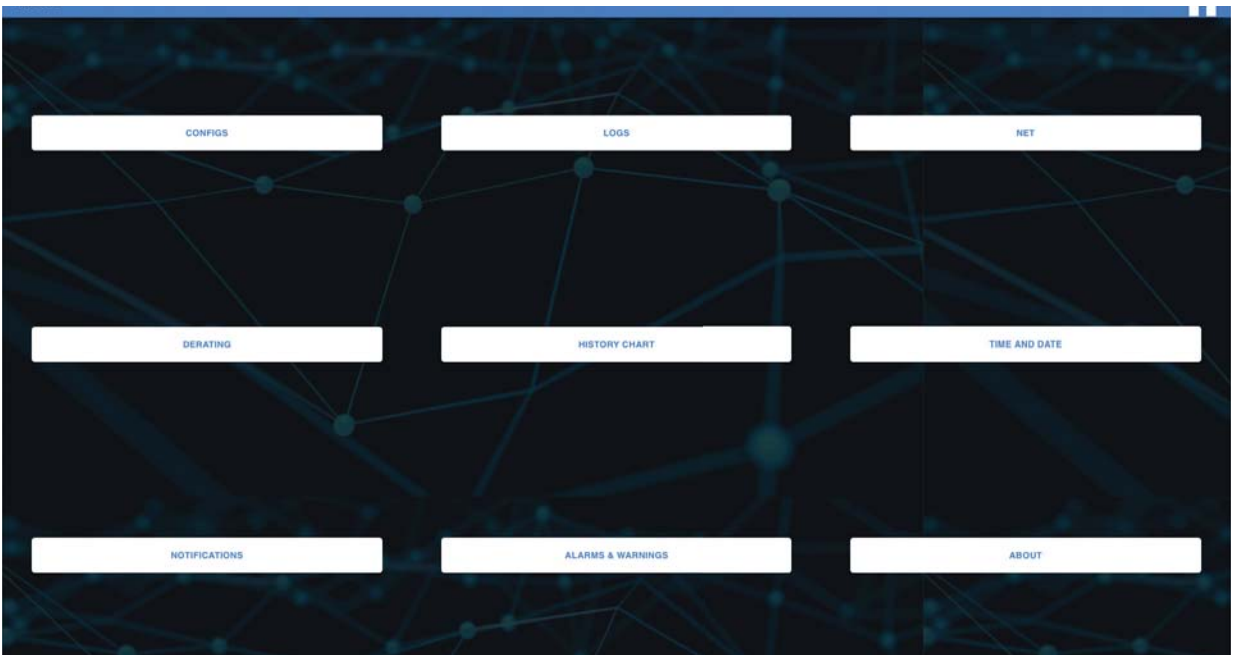 CONFIGS
LOGS
NET
DERATING
HISTORY CHART
TIME AND DATE
NOTIFICATIONS
ALARMS & WARNINGS
ABOUT